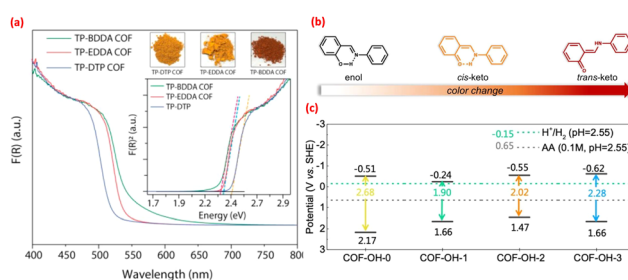 (a)
TP-BDDA COF
TP-EDDA COF
TP-DTP COF
TP-DTP COF
TP-EDDA COF
TP-BDDA COF
TP-BDDA COF
TP-EDDA COF
TP-DTP
F(R)² (a.u.)
1.7 2.0 2.3 2.6 2.9
Energy (eV)
F(R) (a.u.)
400 450 500 550 600 650 700 750 800
Wavelength (nm)
(b)
O H N
O H N
HN
O
enol
cis-keto
trans-keto
color change
(c)
-0.15 H⁺/H₂ (pH=2.55)
0.65 AA (0.1M, pH=2.55)
Potential (V vs. SHE)
-3
-2
-1
0
1
2
3
-0.51 -0.24 -0.55 -0.62
2.68 1.90 2.02 2.28
2.17 1.66 1.47 1.66
COF-OH-0 COF-OH-1 COF-OH-2 COF-OH-3